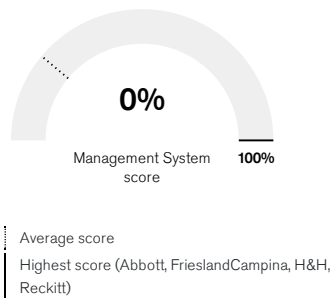 0%
Management System
score
100%
Average score
Highest score (Abbott, FrieslandCampina, H&H,
Reckitt)